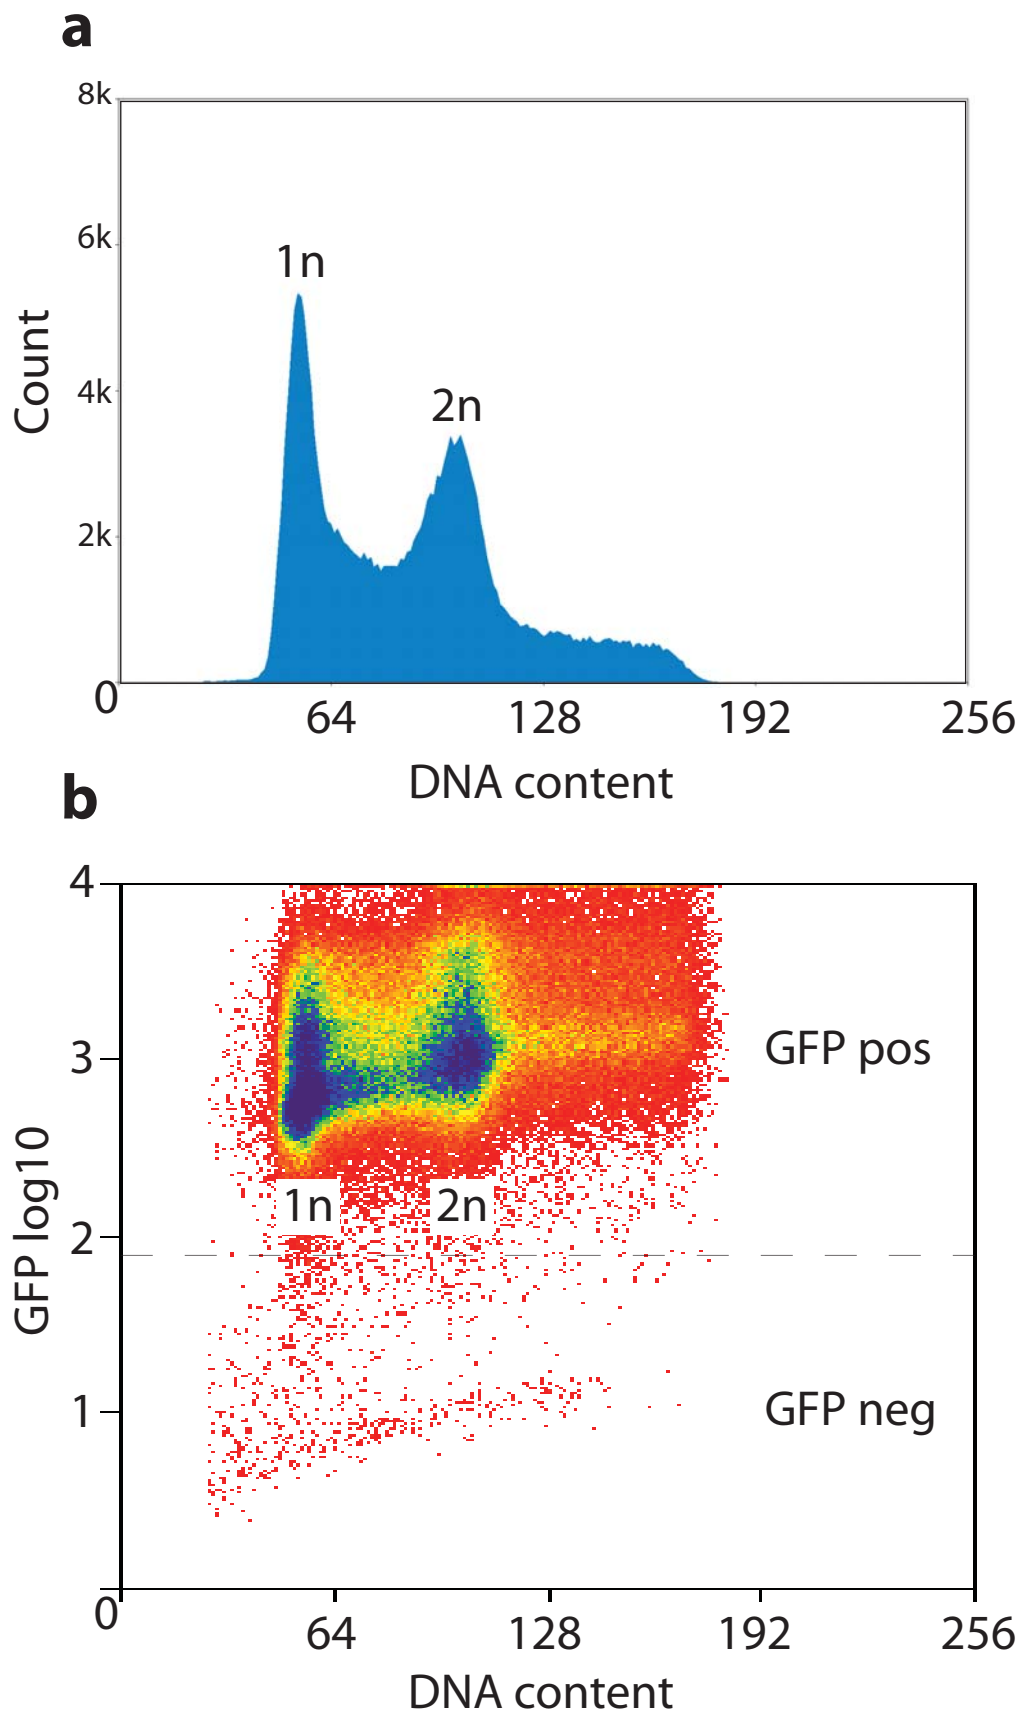 a
8k
6k
4k
2k
0
Count
1n
2n
64
128
192
256
DNA content
b
4
3
2
1
0
GFP log10
GFP pos
1n
2n
GFP neg
64
128
192
256
DNA content